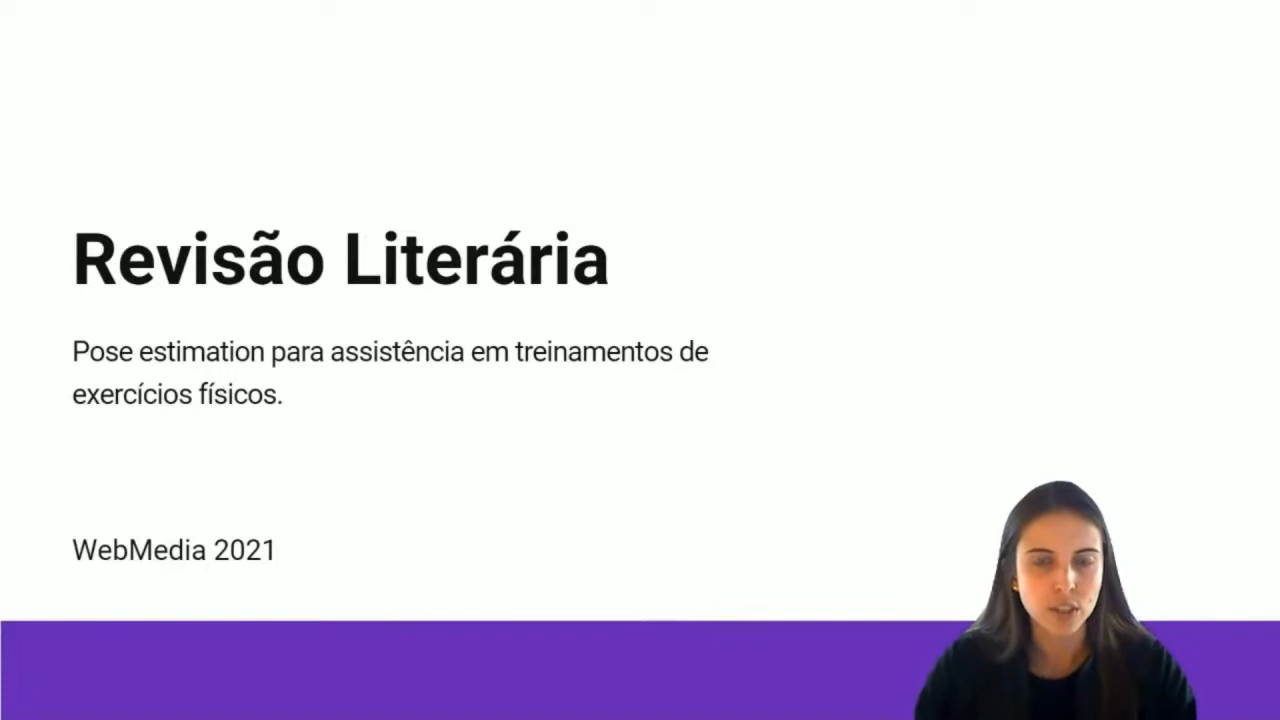 Revisão Literária
Pose estimation para assistência em treinamentos de
exercícios físicos.
WebMedia 2021